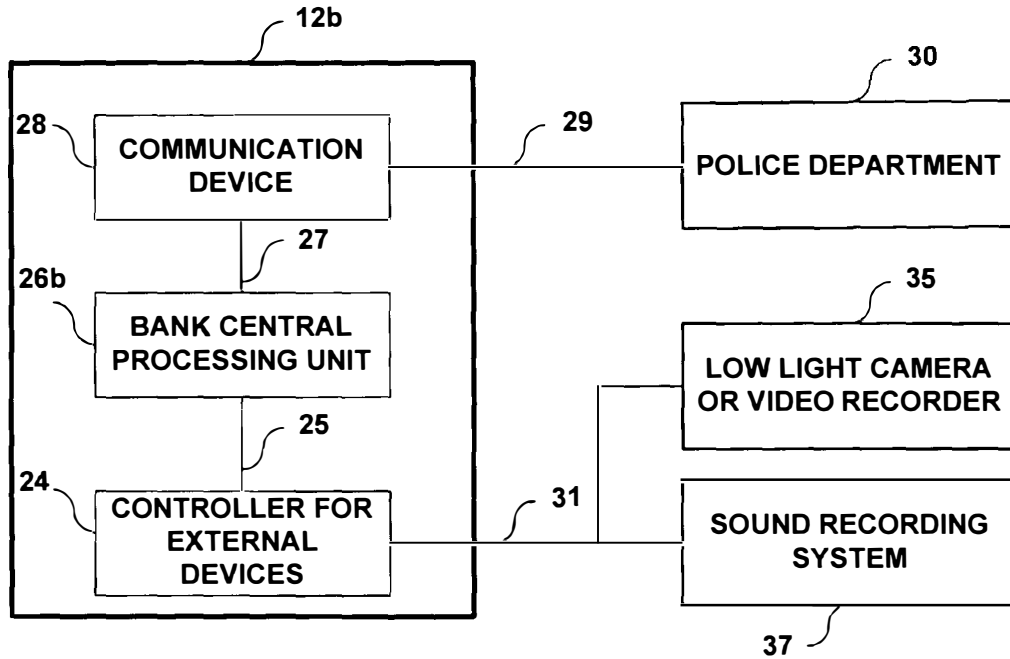 12b
30
28
COMMUNICATION
DEVICE
29
POLICE DEPARTMENT
27
26b
BANK CENTRAL
PROCESSING UNIT
35
LOW LIGHT CAMERA
OR VIDEO RECORDER
25
24
CONTROLLER FOR
EXTERNAL
DEVICES
31
SOUND RECORDING
SYSTEM
37